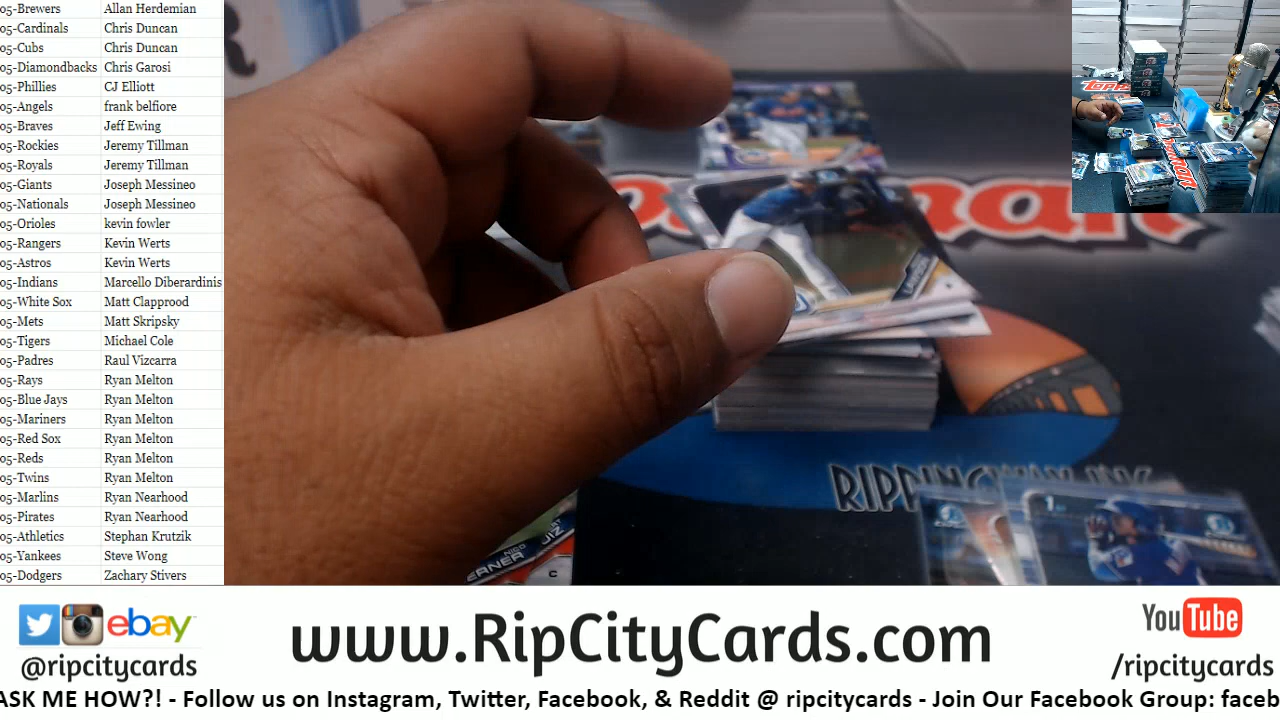 05-Brewers Allan Herdemian
05-Cardinals Chris Duncan
05-Cubs Chris Duncan
05-Diamondbacks Chris Garosi
05-Phillies CJ Elliott
05-Angels frank belfiore
05-Braves Jeff Ewing
05-Rockies Jeremy Tillman
05-Royals Jeremy Tillman
05-Giants Joseph Messineo
05-Nationals Joseph Messineo
05-Orioles kevin fowler
05-Rangers Kevin Werts
05-Astros Kevin Werts
05-Indians Marcello Diberardinis
05-White Sox Matt Clapprood
05-Mets Matt Skripsky
05-Tigers Michael Cole
05-Padres Raul Vizcarra
05-Rays Ryan Melton
05-Blue Jays Ryan Melton
05-Mariners Ryan Melton
05-Red Sox Ryan Melton
05-Reds Ryan Melton
05-Twins Ryan Melton
05-Marlins Ryan Nearhood
05-Pirates Ryan Nearhood
05-Athletics Stephan Krutzik
05-Yankees Steve Wong
05-Dodgers Zachary Stivers
Topps
1st
NICO
C
ebay
@ripcitycards
www.RipCityCards.com
YouTube
/ripcitycards
ASK ME HOW?! - Follow us on Instagram, Twitter, Facebook, & Reddit @ ripcitycards - Join Our Facebook Group: faceb